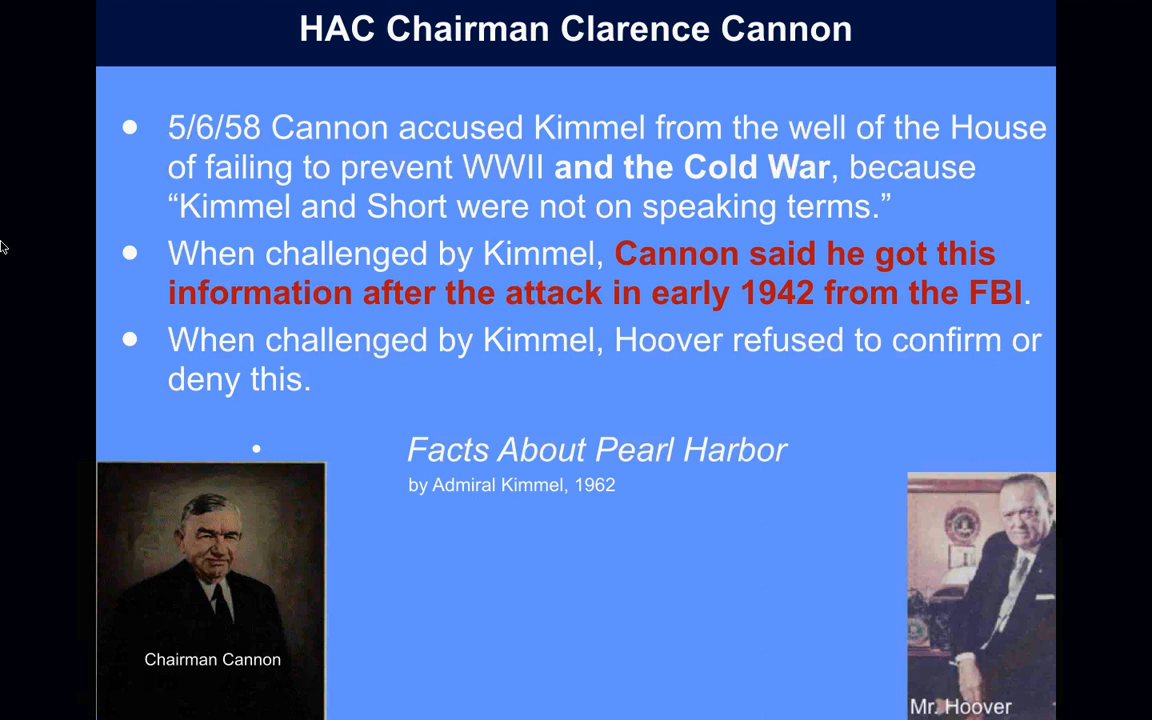 HAC Chairman Clarence Cannon
● 5/6/58 Cannon accused Kimmel from the well of the House
of failing to prevent WWII and the Cold War, because
“Kimmel and Short were not on speaking terms.”
● When challenged by Kimmel, Cannon said he got this
information after the attack in early 1942 from the FBI.
● When challenged by Kimmel, Hoover refused to confirm or
deny this.
• Facts About Pearl Harbor
by Admiral Kimmel, 1962
Chairman Cannon
Mr. Hoover